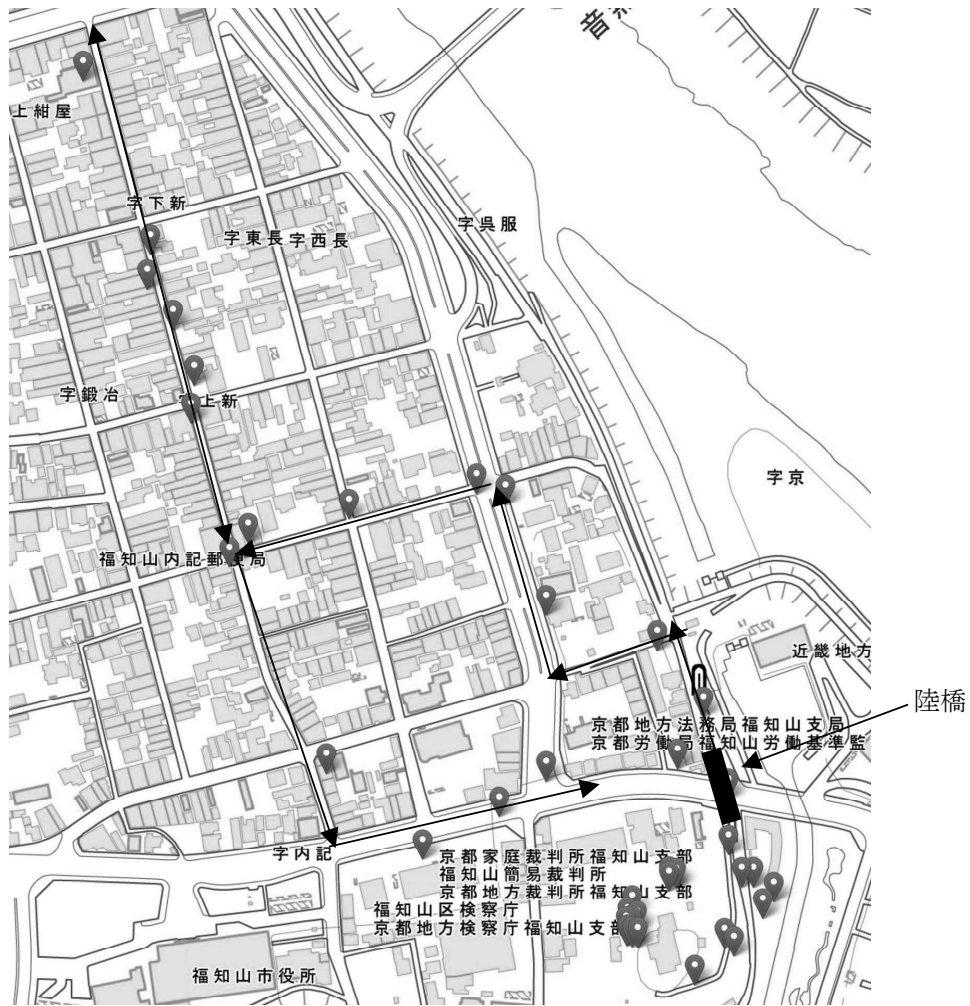 音
上紺屋
字下新
字東長 字西長
字呉服
字鍛冶
字上新
字京
福知山内記郵便局
近畿地方
陸橋
京都地方法務局福知山支局
京都労働局福知山労働基準監
字内記
京都家庭裁判所福知山支部
福知山簡易裁判所
京都地方裁判所福知山支部
福知山区検察庁
京都地方検察庁福知山支部
福知山市役所